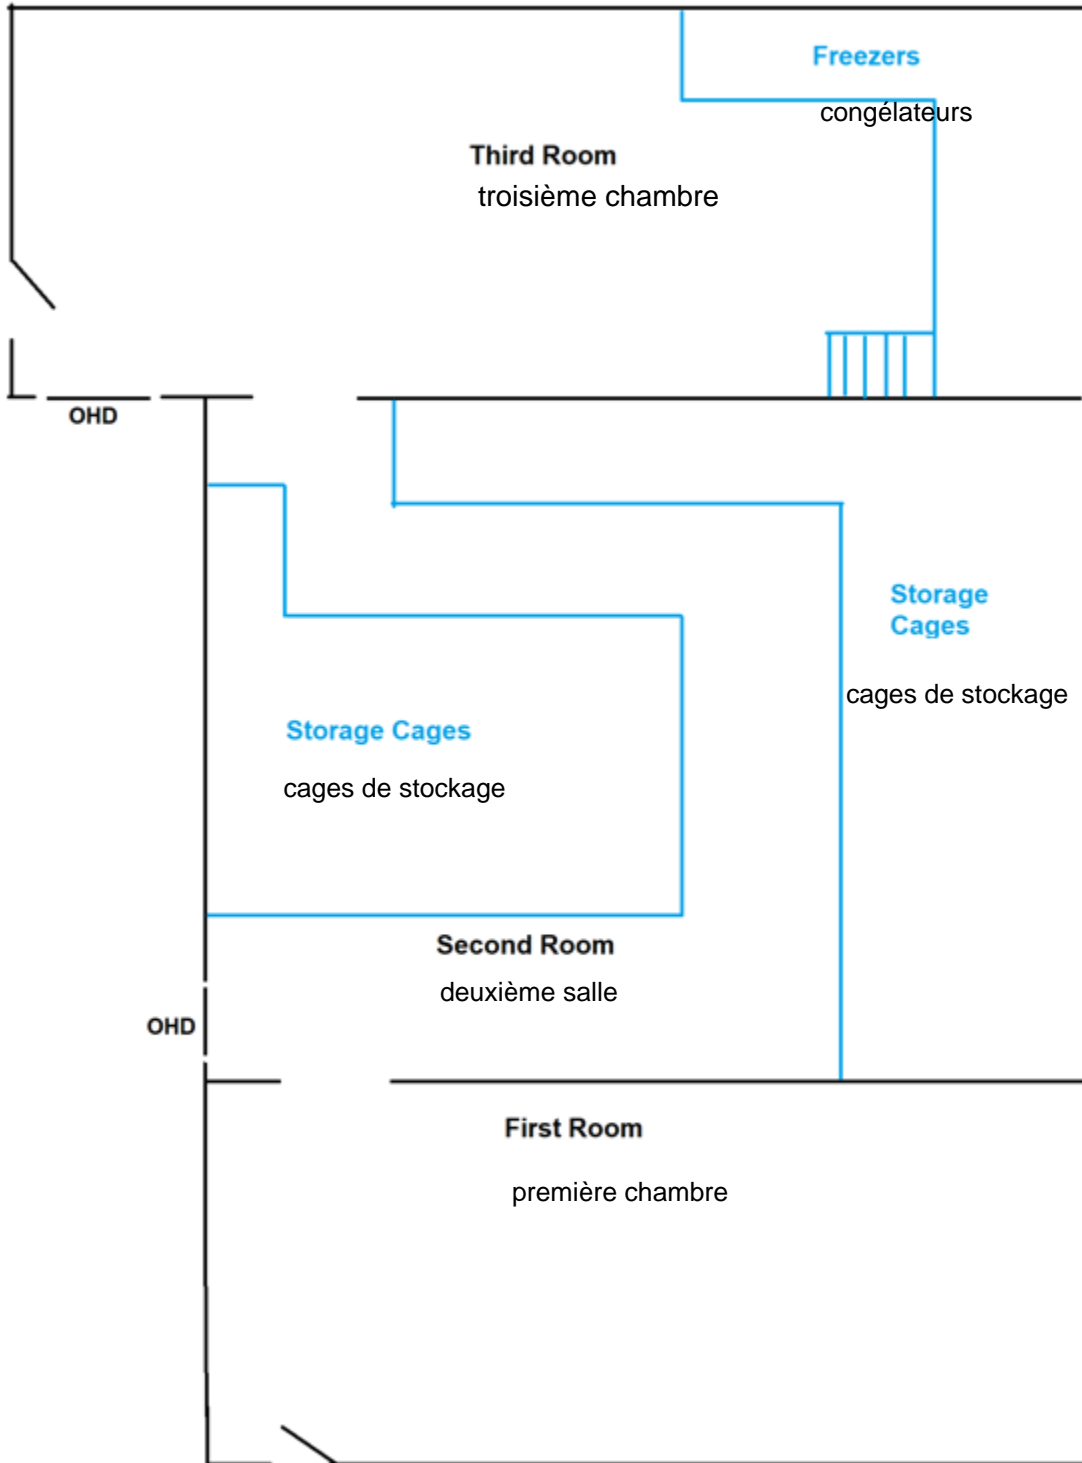 Freezers
congélateurs
Third Room
troisième chambre
OHD
Storage
Cages
cages de stockage
Storage Cages
cages de stockage
Second Room
deuxième salle
OHD
First Room
première chambre